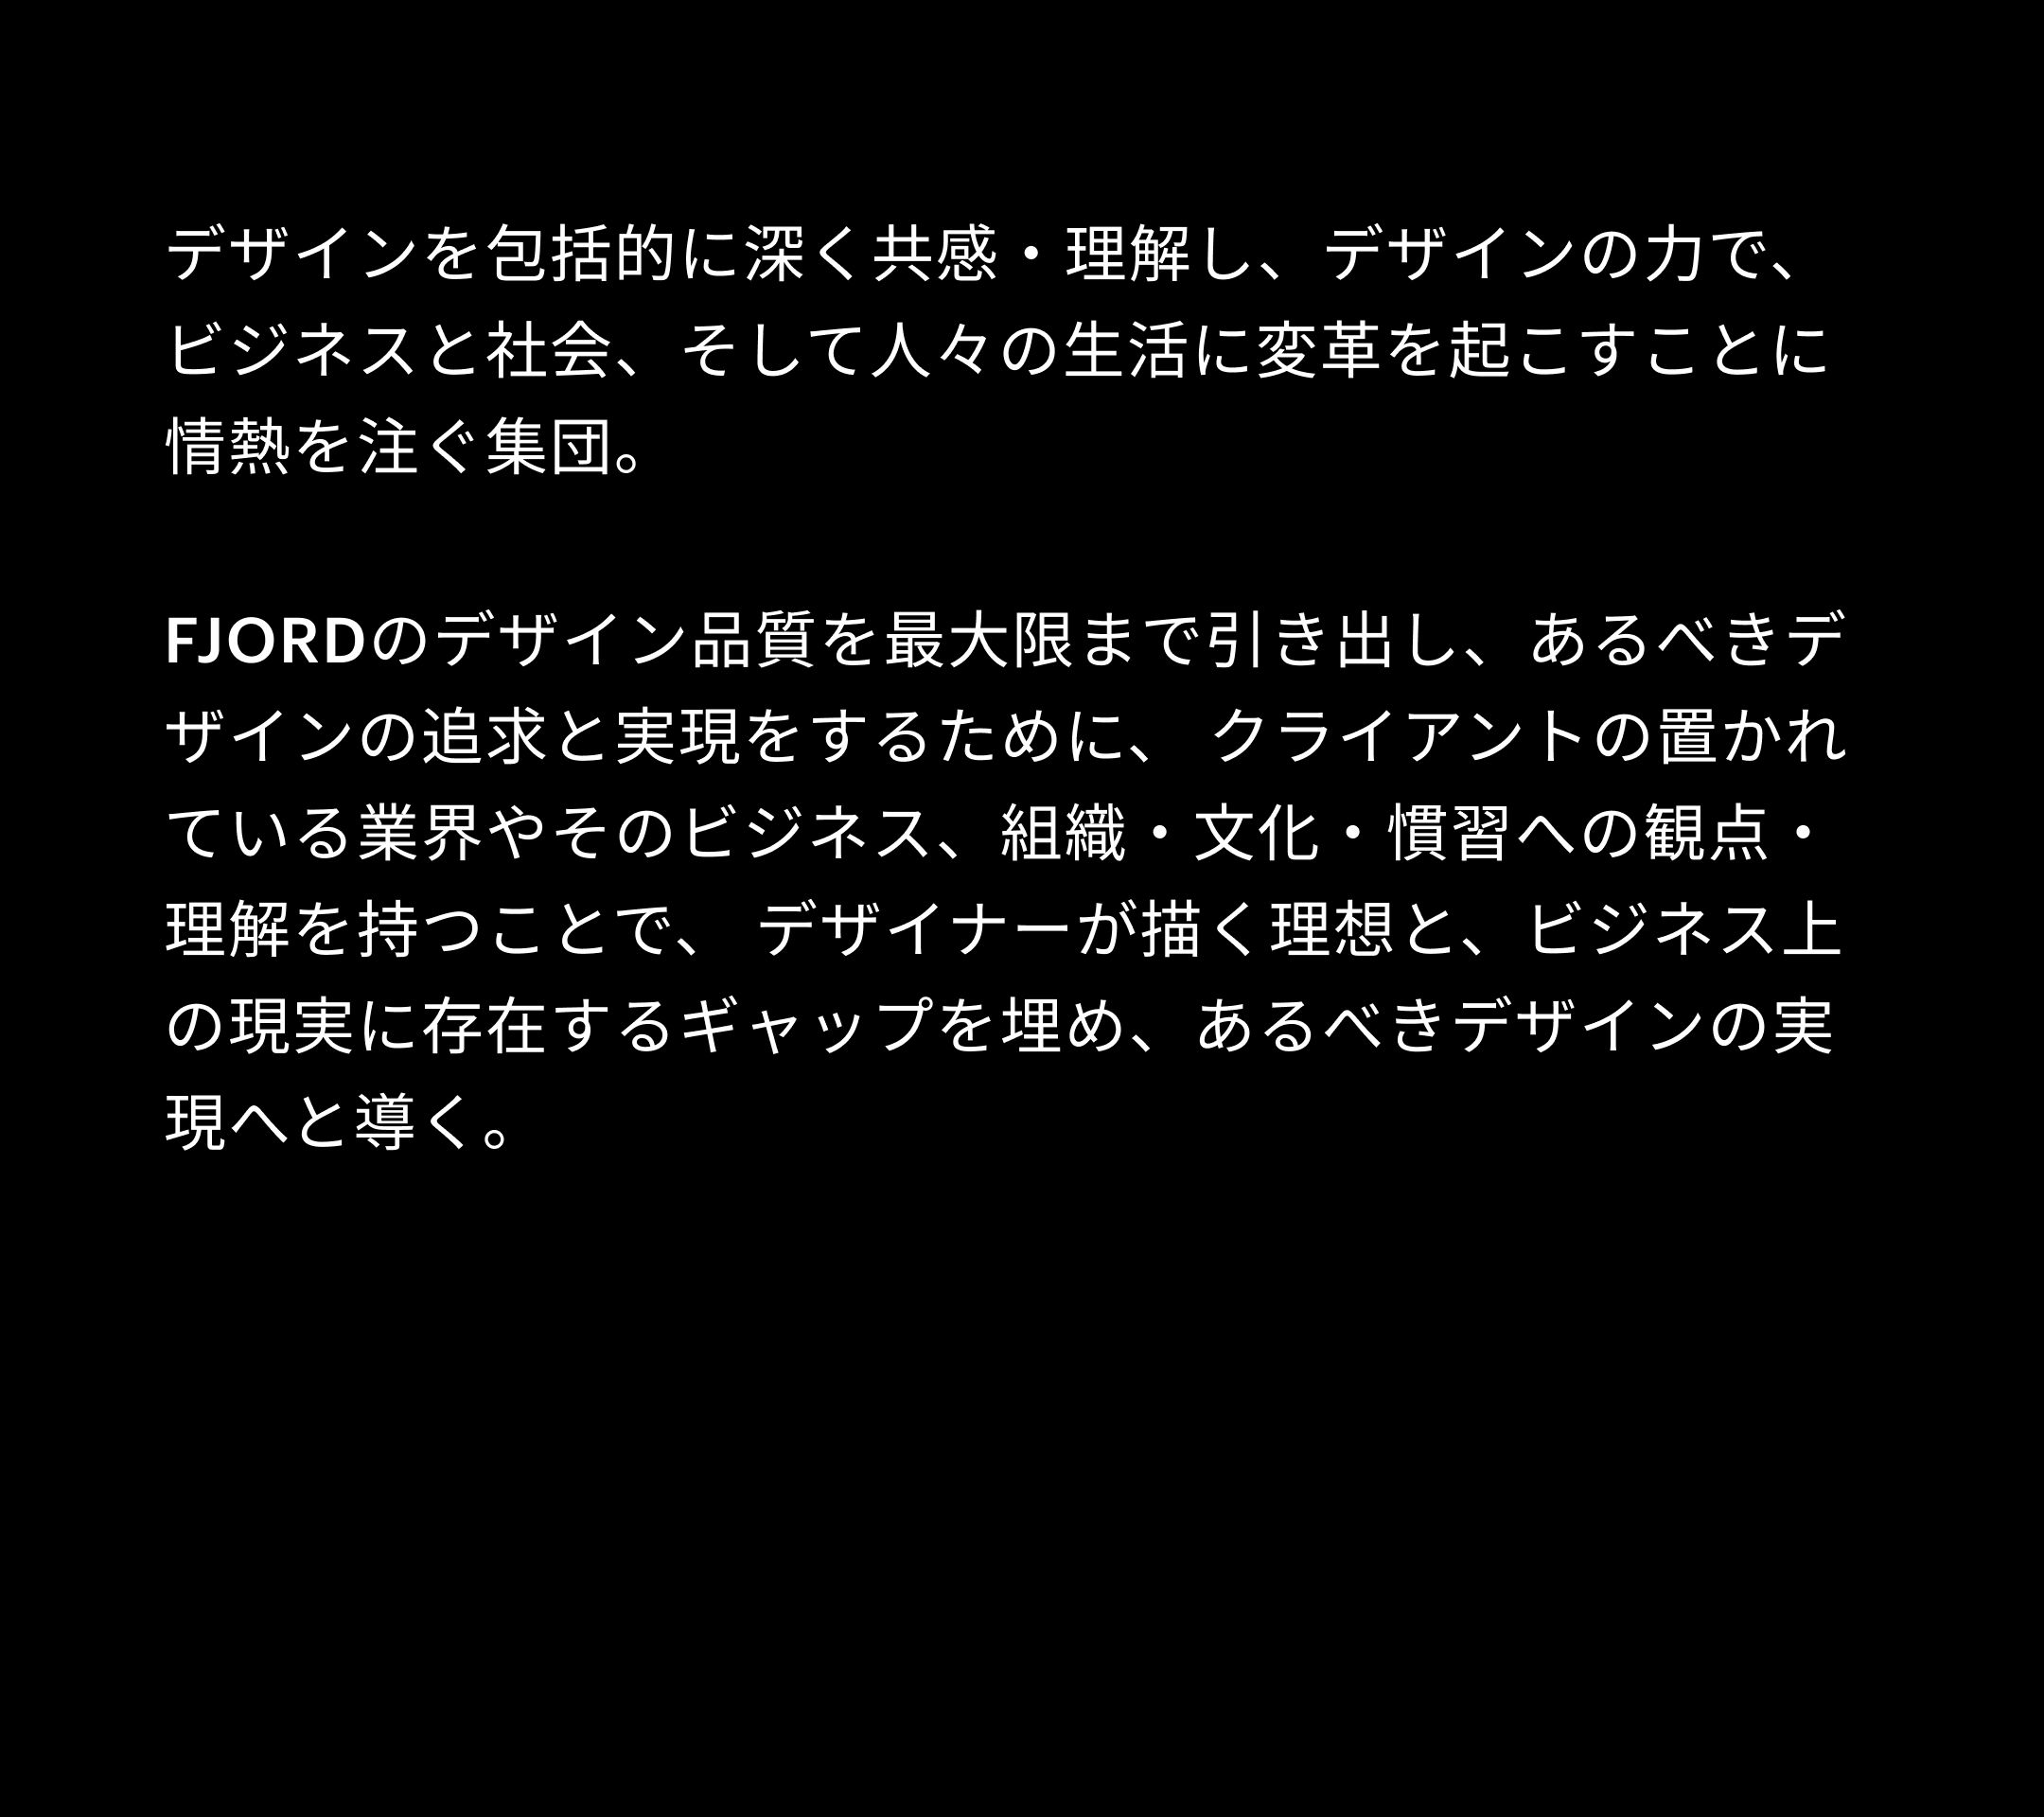 デザインを包括的に深く共感・理解し、デザインの力で、
ビジネスと社会、そして人々の生活に変革を起こすことに
情熱を注ぐ集団。
FJORDのデザイン品質を最大限まで引き出し、あるべきデ
ザインの追求と実現をするために、クライアントの置かれ
ている業界やそのビジネス、組織・文化・慣習への観点・
理解を持つことで、デザイナーが描く理想と、ビジネス上
の現実に存在するギャップを埋め、あるべきデザインの実
現へと導く。